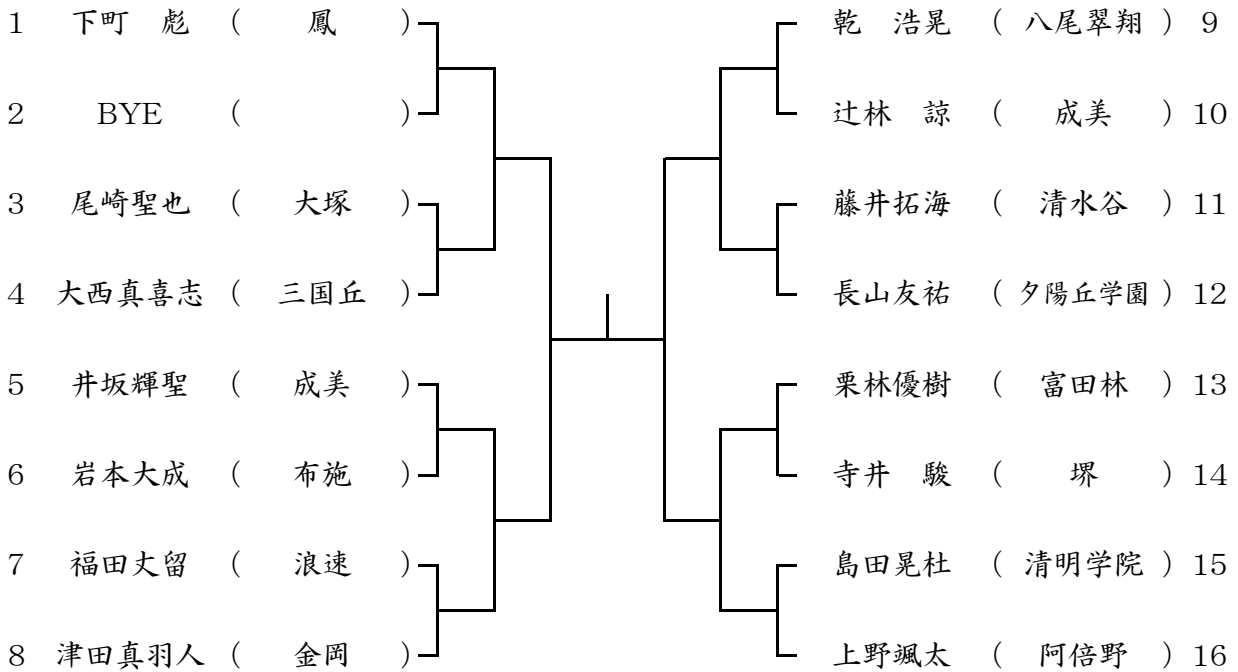 1 下町 彪 ( 鳳 )
2 BYE ( )
3 尾崎聖也 ( 大塚 )
4 大西真喜志 ( 三国丘 )
5 井坂輝聖 ( 成美 )
6 岩本大成 ( 布施 )
7 福田丈留 ( 浪速 )
8 津田真羽人 ( 金岡 )
乾 浩晃 ( 八尾翠翔 ) 9
辻林 諒 ( 成美 ) 10
藤井拓海 ( 清水谷 ) 11
長山友祐 ( 夕陽丘学園 ) 12
栗林優樹 ( 富田林 ) 13
寺井 駿 ( 堺 ) 14
島田晃杜 ( 清明学院 ) 15
上野颯太 ( 阿倍野 ) 16